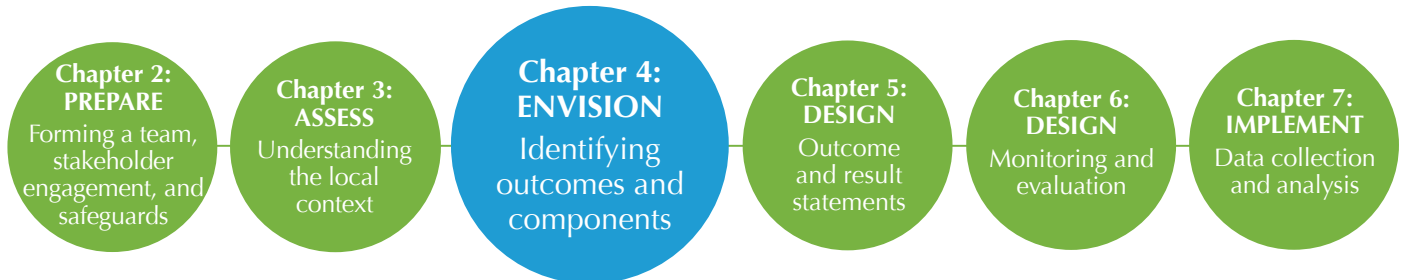 Chapter 2:
PREPARE
Forming a team,
stakeholder
engagement, and
safeguards
Chapter 3:
ASSESS
Understanding
the local
context
Chapter 4:
ENVISION
Identifying
outcomes and
components
Chapter 5:
DESIGN
Outcome
and result
statements
Chapter 6:
DESIGN
Monitoring and
evaluation
Chapter 7:
IMPLEMENT
Data collection
and analysis